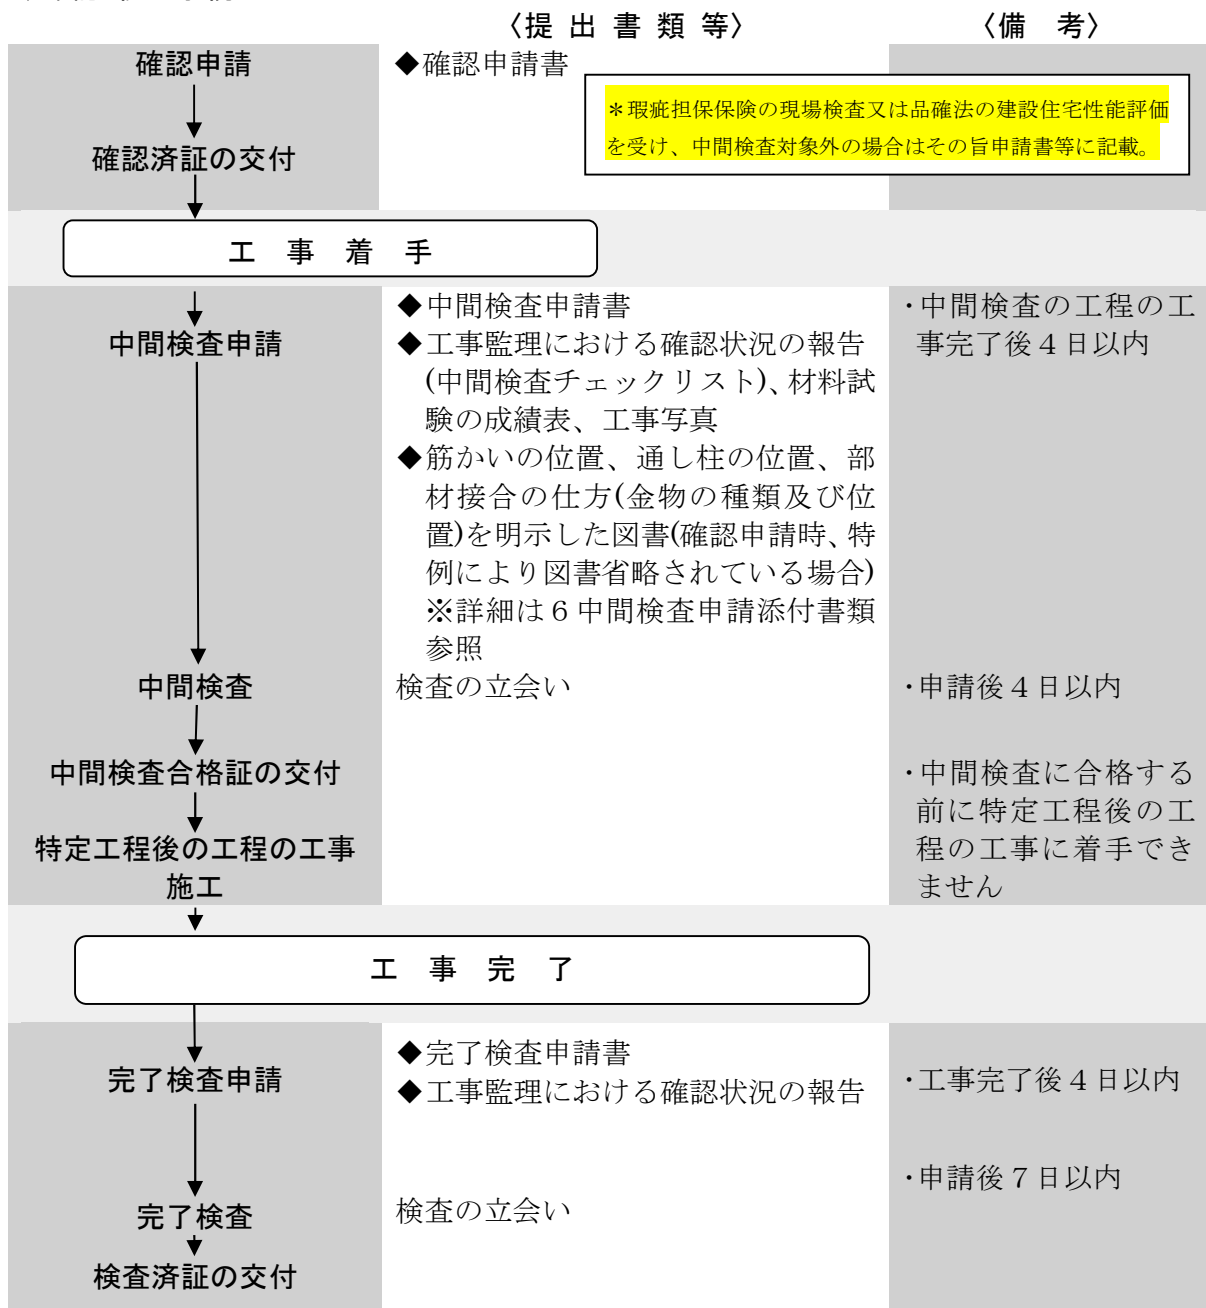 〈提 出 書 類 等〉
〈備　考〉
確認申請
◆確認申請書
＊瑕疵担保保険の現場検査又は品確法の建設住宅性能評価
を受け、中間検査対象外の場合はその旨申請書等に記載。
確認済証の交付
工　事　着　手
中間検査申請
◆中間検査申請書
◆工事監理における確認状況の報告
(中間検査チェックリスト)、材料試
験の成績表、工事写真
◆筋かいの位置、通し柱の位置、部
材接合の仕方(金物の種類及び位
置)を明示した図書(確認申請時、特
例により図書省略されている場合)
※詳細は６中間検査申請添付書類
参照
・中間検査の工程の工
事完了後４日以内
中間検査
検査の立会い
・申請後４日以内
中間検査合格証の交付
・中間検査に合格する
前に特定工程後の工
程の工事に着手でき
ません
特定工程後の工程の工事
施工
工　事　完　了
完了検査申請
◆完了検査申請書
◆工事監理における確認状況の報告
・工事完了後４日以内
・申請後７日以内
完了検査
検査の立会い
検査済証の交付